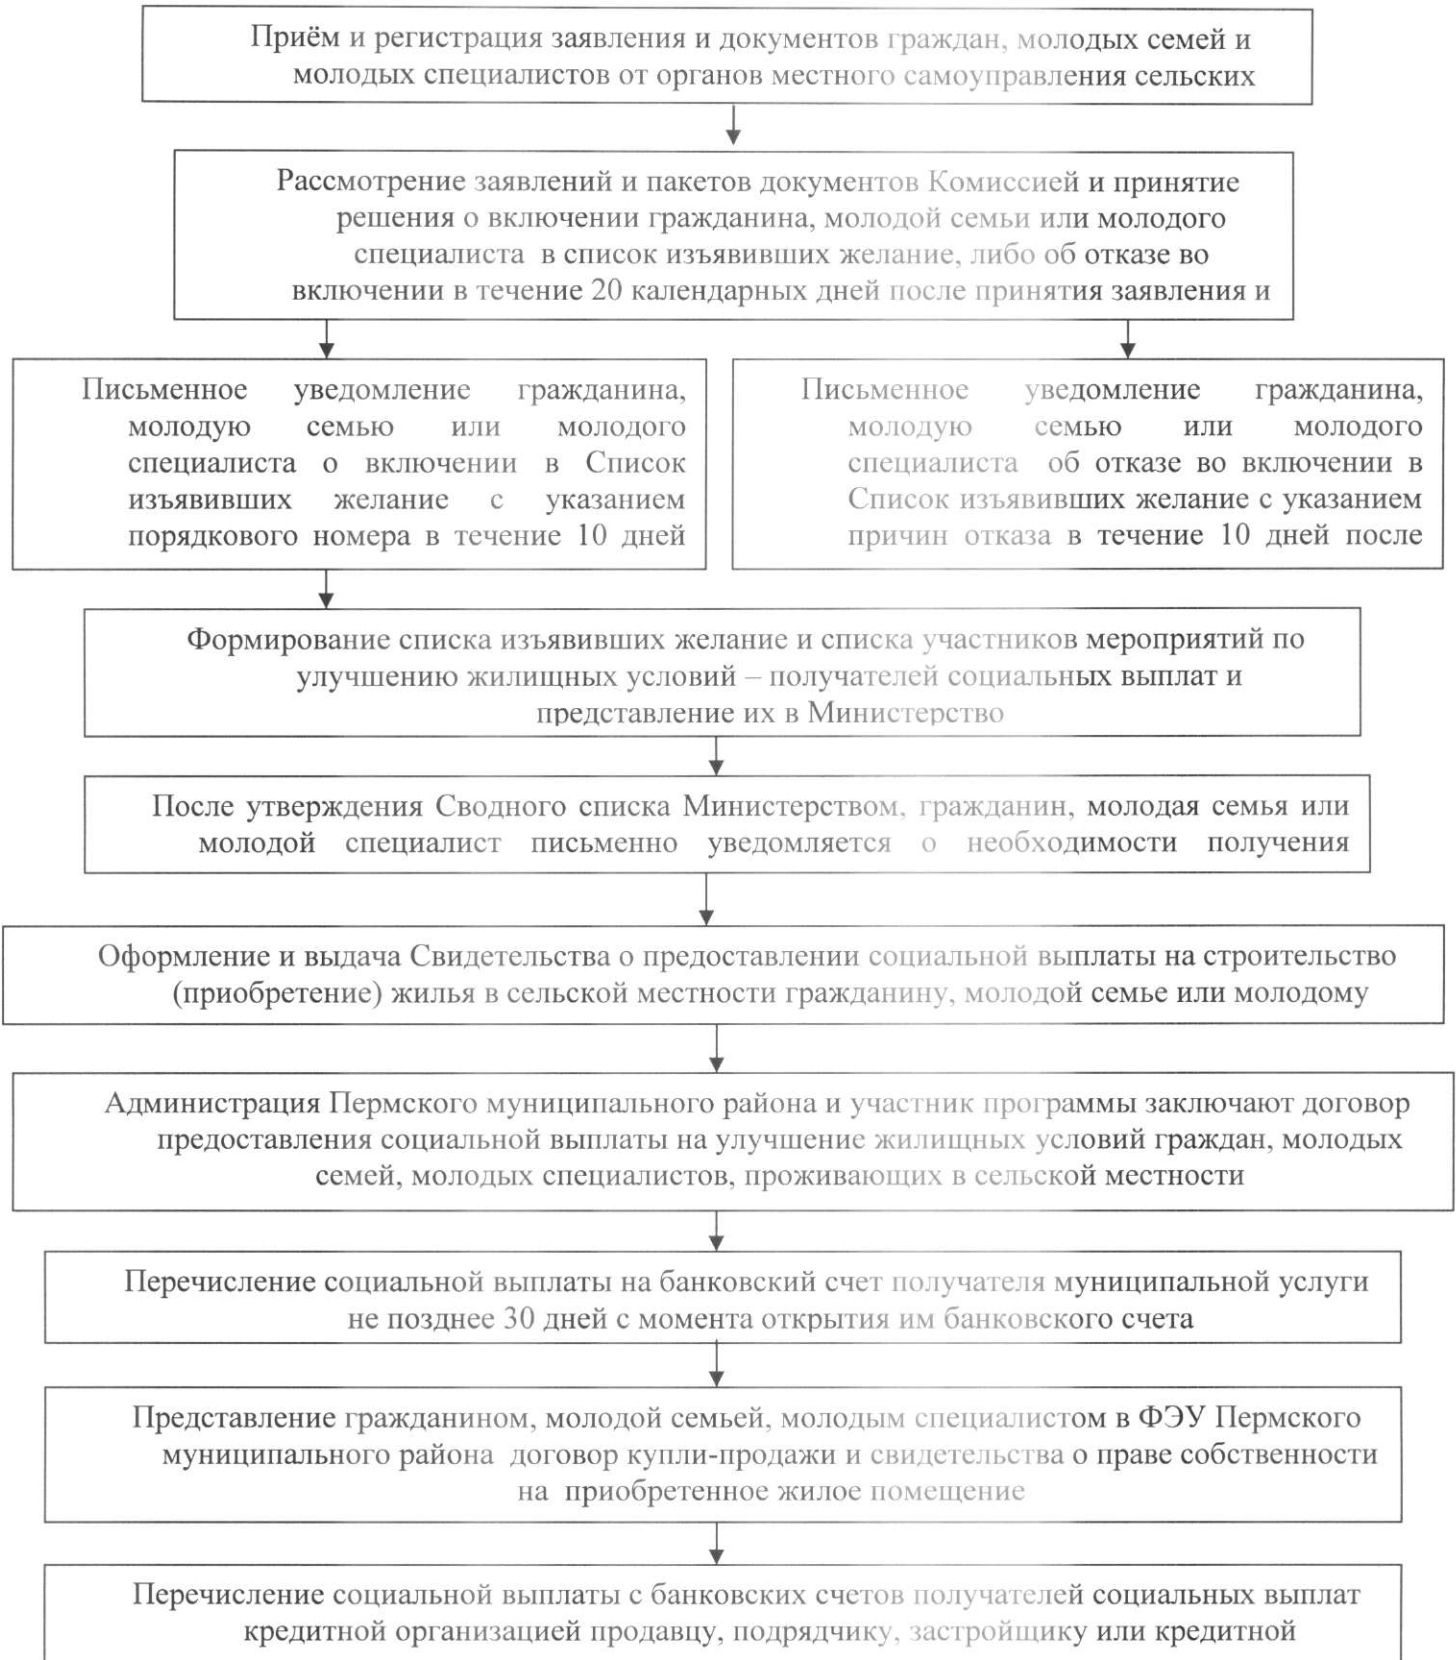 Приём и регистрация заявления и документов граждан, молодых семей и
молодых специалистов от органов местного самоуправления сельских
Рассмотрение заявлений и пакетов документов Комиссией и принятие
решения о включении гражданина, молодой семьи или молодого
специалиста в список изъявивших желание, либо об отказе во
включении в течение 20 календарных дней после принятия заявления и
Письменное уведомление гражданина,
молодую семью или молодого
специалиста о включении в Список
изъявивших желание с указанием
порядкового номера в течение 10 дней
Письменное уведомление гражданина,
молодую семью или молодого
специалиста об отказе во включении в
Список изъявивших желание с указанием
причин отказа в течение 10 дней после
Формирование списка изъявивших желание и списка участников мероприятий по
улучшению жилищных условий – получателей социальных выплат и
представление их в Министерство
После утверждения Сводного списка Министерством, гражданин, молодая семья или
молодой специалист письменно уведомляется о необходимости получения
Оформление и выдача Свидетельства о предоставлении социальной выплаты на строительство
(приобретение) жилья в сельской местности гражданину, молодой семье или молодому
Администрация Пермского муниципального района и участник программы заключают договор
предоставления социальной выплаты на улучшение жилищных условий граждан, молодых
семей, молодых специалистов, проживающих в сельской местности
Перечисление социальной выплаты на банковский счет получателя муниципальной услуги
не позднее 30 дней с момента открытия им банковского счета
Представление гражданином, молодой семьей, молодым специалистом в ФЭУ Пермского
муниципального района договор купли-продажи и свидетельства о праве собственности
на приобретенное жилое помещение
Перечисление социальной выплаты с банковских счетов получателей социальных выплат
кредитной организацией продавцу, подрядчику, застройщику или кредитной